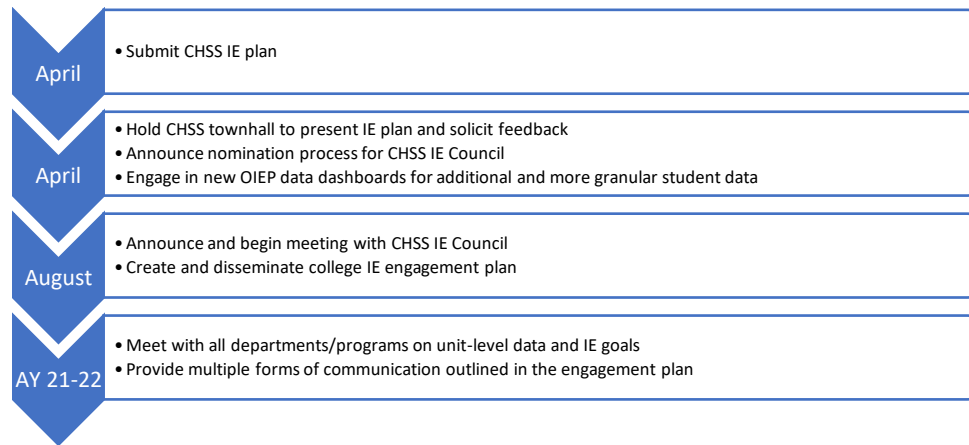 April
• Submit CHSS IE plan
April
• Hold CHSS townhall to present IE plan and solicit feedback
• Announce nomination process for CHSS IE Council
• Engage in new OIEP data dashboards for additional and more granular student data
August
• Announce and begin meeting with CHSS IE Council
• Create and disseminate college IE engagement plan
AY 21-22
• Meet with all departments/programs on unit-level data and IE goals
• Provide multiple forms of communication outlined in the engagement plan